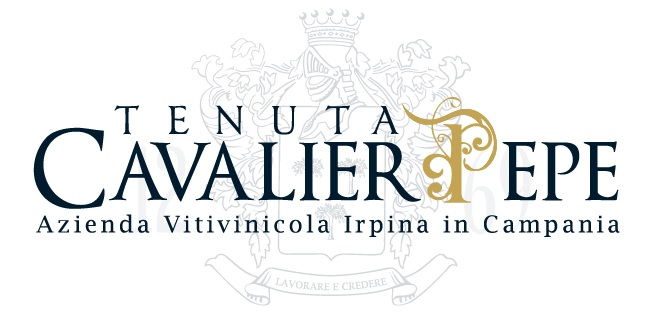 TENUTA
CAVALIER PEPE
Azienda Vitivinicola Irpina in Campania
LAVORARE E CREDERE